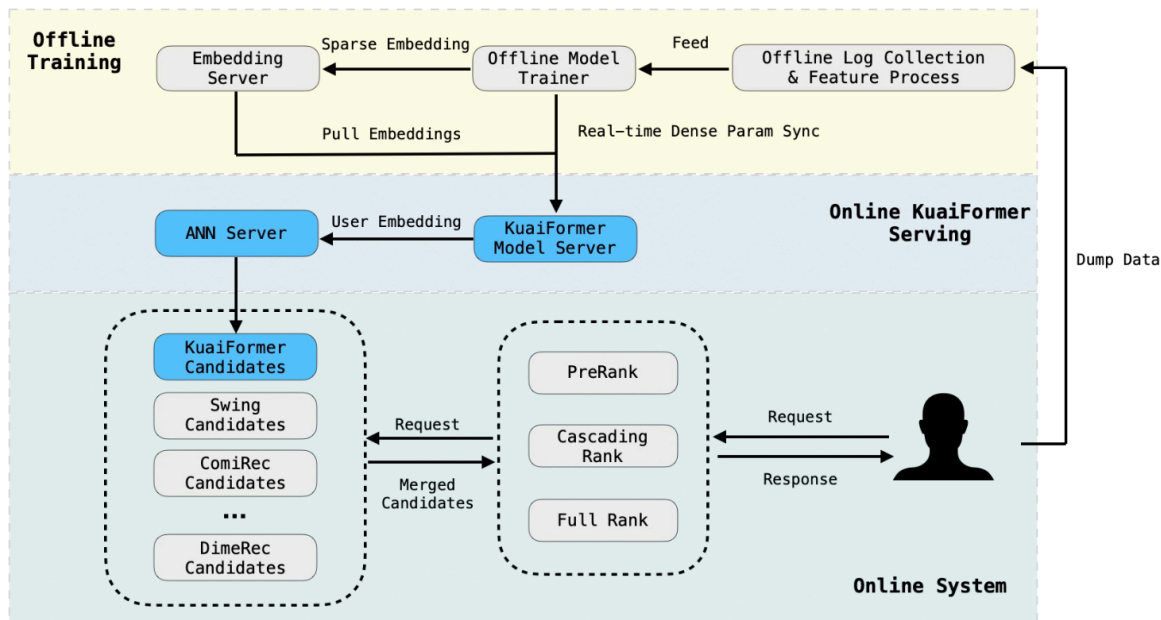 Offline
Training
Embedding
Server
Sparse Embedding
Offline Model
Trainer
Feed
Offline Log Collection
& Feature Process
Pull Embeddings
Real-time Dense Param Sync
Online KuaiFormer
Serving
ANN Server
User Embedding
KuaiFormer
Model Server
Dump Data
KuaiFormer
Candidates
Swing
Candidates
ComiRec
Candidates
...
DimeRec
Candidates
Request
Merged
Candidates
PreRank
Cascading
Rank
Full Rank
Request
Response
Online System